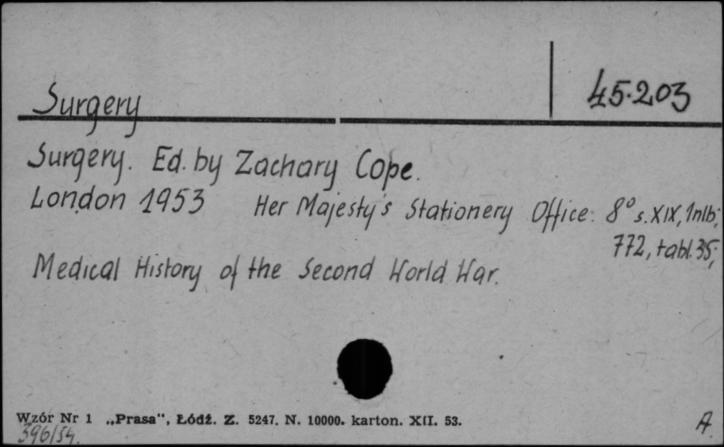 45.203
Surgery
Surgery. Ed. by Zachary Cope.
London 1953 Her Majesty's Stationery Office. 8° s. XIX, 1nlb;
772, tabl. 35;
Medical History of the Second World War.
Wzór Nr 1 „Prasa“, Łódź. Z. 5247. N. 10000. karton. XII. 53.
396/54.
A